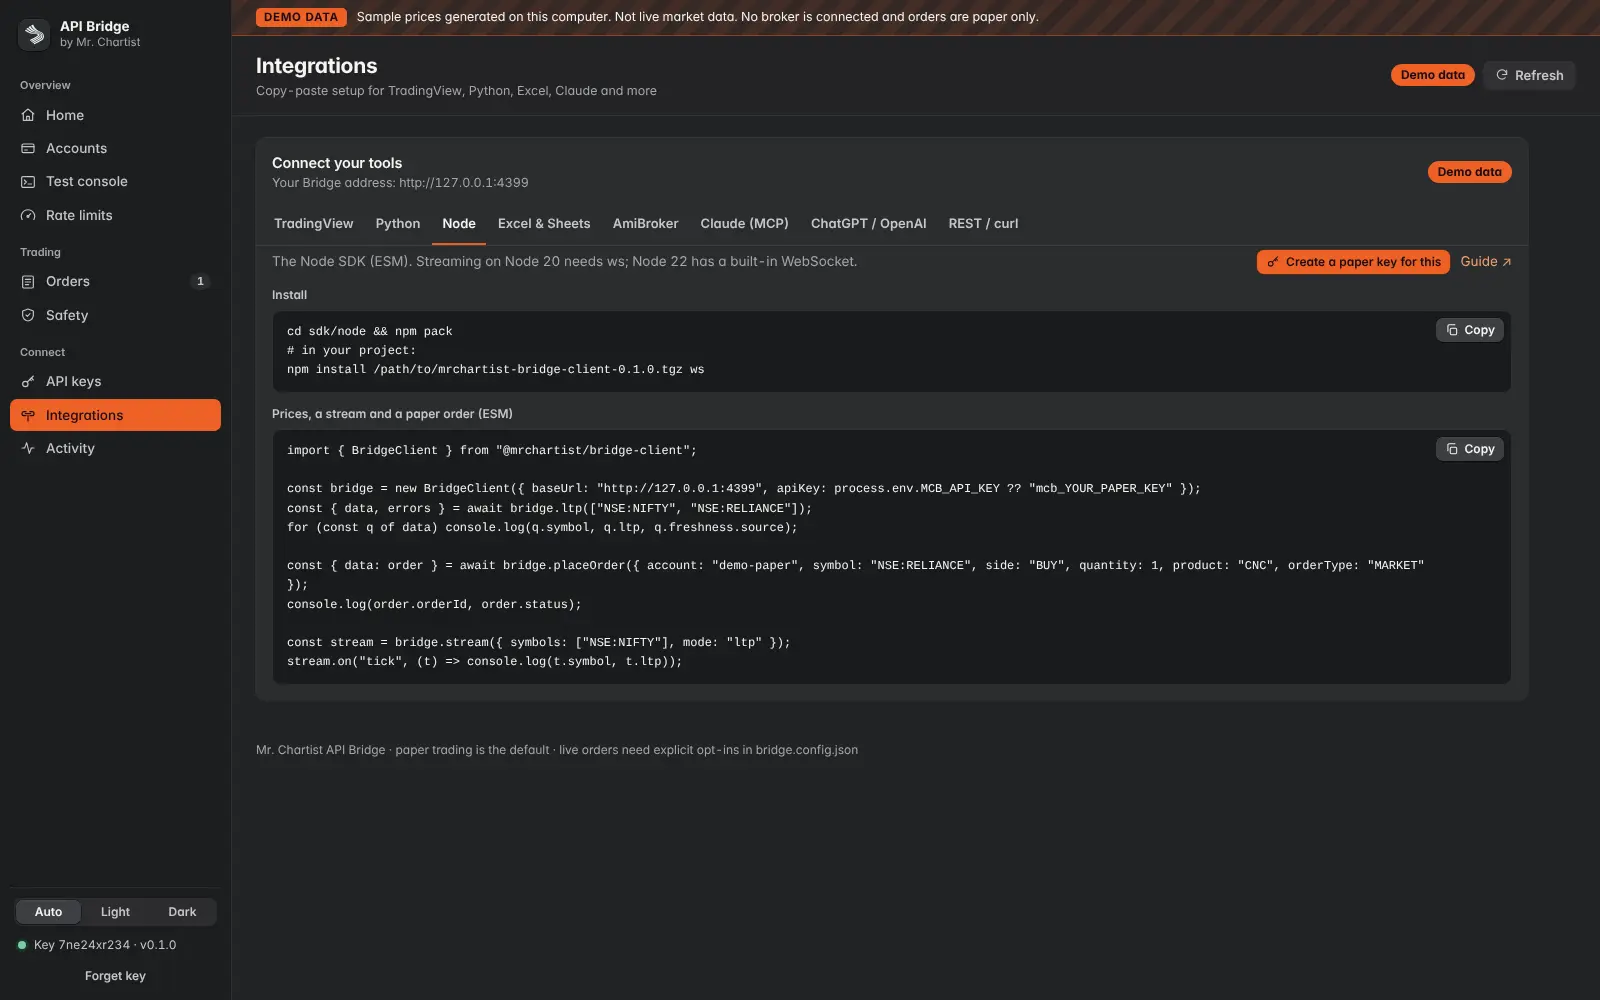 API Bridge
by Mr. Chartist
Overview
Home
Accounts
Test console
Rate limits
Trading
Orders
1
Safety
Connect
API keys
Integrations
Activity
Auto
Light
Dark
Key 7ne24xr234 · v0.1.0
Forget key
DEMO DATA
Sample prices generated on this computer. Not live market data. No broker is connected and orders are paper only.
Integrations
Copy-paste setup for TradingView, Python, Excel, Claude and more
Demo data
Refresh
Connect your tools
Your Bridge address: http://127.0.0.1:4399
Demo data
TradingView
Python
Node
Excel & Sheets
AmiBroker
Claude (MCP)
ChatGPT / OpenAI
REST / curl
The Node SDK (ESM). Streaming on Node 20 needs ws; Node 22 has a built-in WebSocket.
Create a paper key for this
Guide ↗
Install
Copy
cd sdk/node && npm pack
# in your project:
npm install /path/to/mrchartist-bridge-client-0.1.0.tgz ws
Prices, a stream and a paper order (ESM)
Copy
import { BridgeClient } from "@mrchartist/bridge-client";
const bridge = new BridgeClient({ baseUrl: "http://127.0.0.1:4399", apiKey: process.env.MCB_API_KEY ?? "mcb_YOUR_PAPER_KEY" });
const { data, errors } = await bridge.ltp(["NSE:NIFTY", "NSE:RELIANCE"]);
for (const q of data) console.log(q.symbol, q.ltp, q.freshness.source);
const { data: order } = await bridge.placeOrder({ account: "demo-paper", symbol: "NSE:RELIANCE", side: "BUY", quantity: 1, product: "CNC", orderType: "MARKET"
});
console.log(order.orderId, order.status);
const stream = bridge.stream({ symbols: ["NSE:NIFTY"], mode: "ltp" });
stream.on("tick", (t) => console.log(t.symbol, t.ltp));
Mr. Chartist API Bridge · paper trading is the default · live orders need explicit opt-ins in bridge.config.json